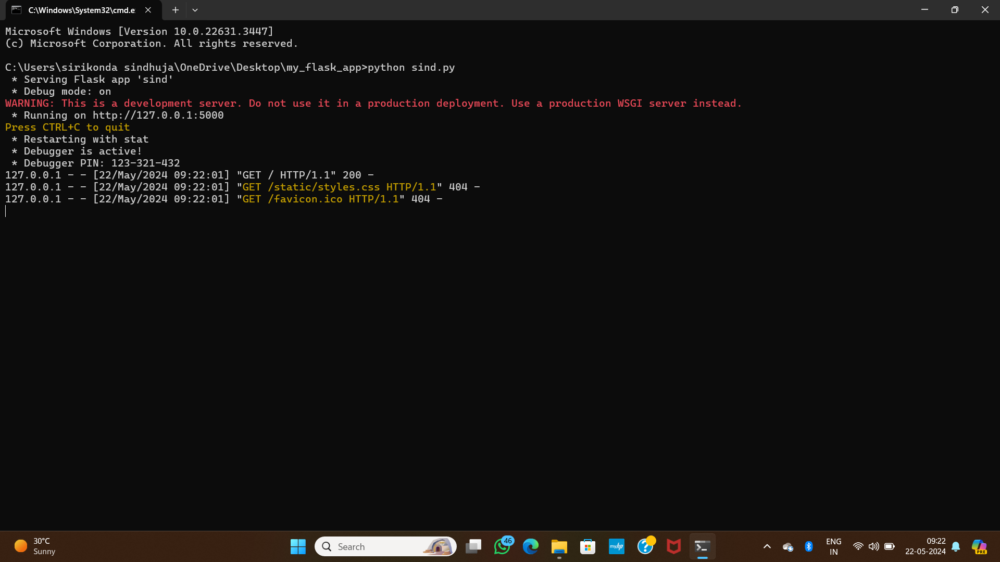 C:\Windows\System32\cmd.e
Microsoft Windows [Version 10.0.22631.3447]
(c) Microsoft Corporation. All rights reserved.
C:\Users\sirikonda sindhuja\OneDrive\Desktop\my_flask_app>python sind.py
 * Serving Flask app 'sind'
 * Debug mode: on
WARNING: This is a development server. Do not use it in a production deployment. Use a production WSGI server instead.
 * Running on http://127.0.0.1:5000
Press CTRL+C to quit
 * Restarting with stat
 * Debugger is active!
 * Debugger PIN: 123-321-432
127.0.0.1 - - [22/May/2024 09:22:01] "GET / HTTP/1.1" 200 -
127.0.0.1 - - [22/May/2024 09:22:01] "GET /static/styles.css HTTP/1.1" 404 -
127.0.0.1 - - [22/May/2024 09:22:01] "GET /favicon.ico HTTP/1.1" 404 -
30°C
Sunny
Search
46
myhp
ENG
IN
09:22
22-05-2024
PRE